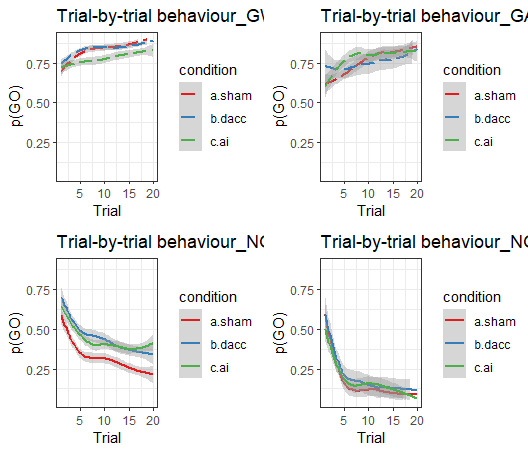 Trial-by-trial behaviour_GW
p(GO)
0.75
0.50
0.25
5 10 15 20
Trial
condition
a.sham
b.dacc
c.ai
Trial-by-trial behaviour_GA
p(GO)
0.75
0.50
0.25
5 10 15 20
Trial
condition
a.sham
b.dacc
c.ai
Trial-by-trial behaviour_NG
p(GO)
0.75
0.50
0.25
5 10 15 20
Trial
condition
a.sham
b.dacc
c.ai
Trial-by-trial behaviour_NG
p(GO)
0.75
0.50
0.25
5 10 15 20
Trial
condition
a.sham
b.dacc
c.ai